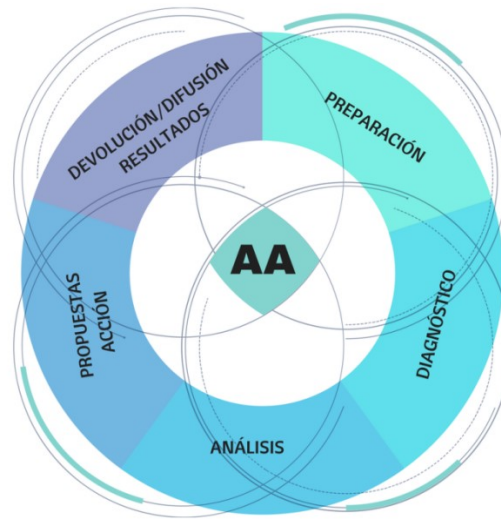 DEVOLUCIÓN/DIFUSIÓN
RESULTADOS
PREPARACIÓN
AA
DIAGNÓSTICO
PROPUESTAS
ACCIÓN
ANÁLISIS